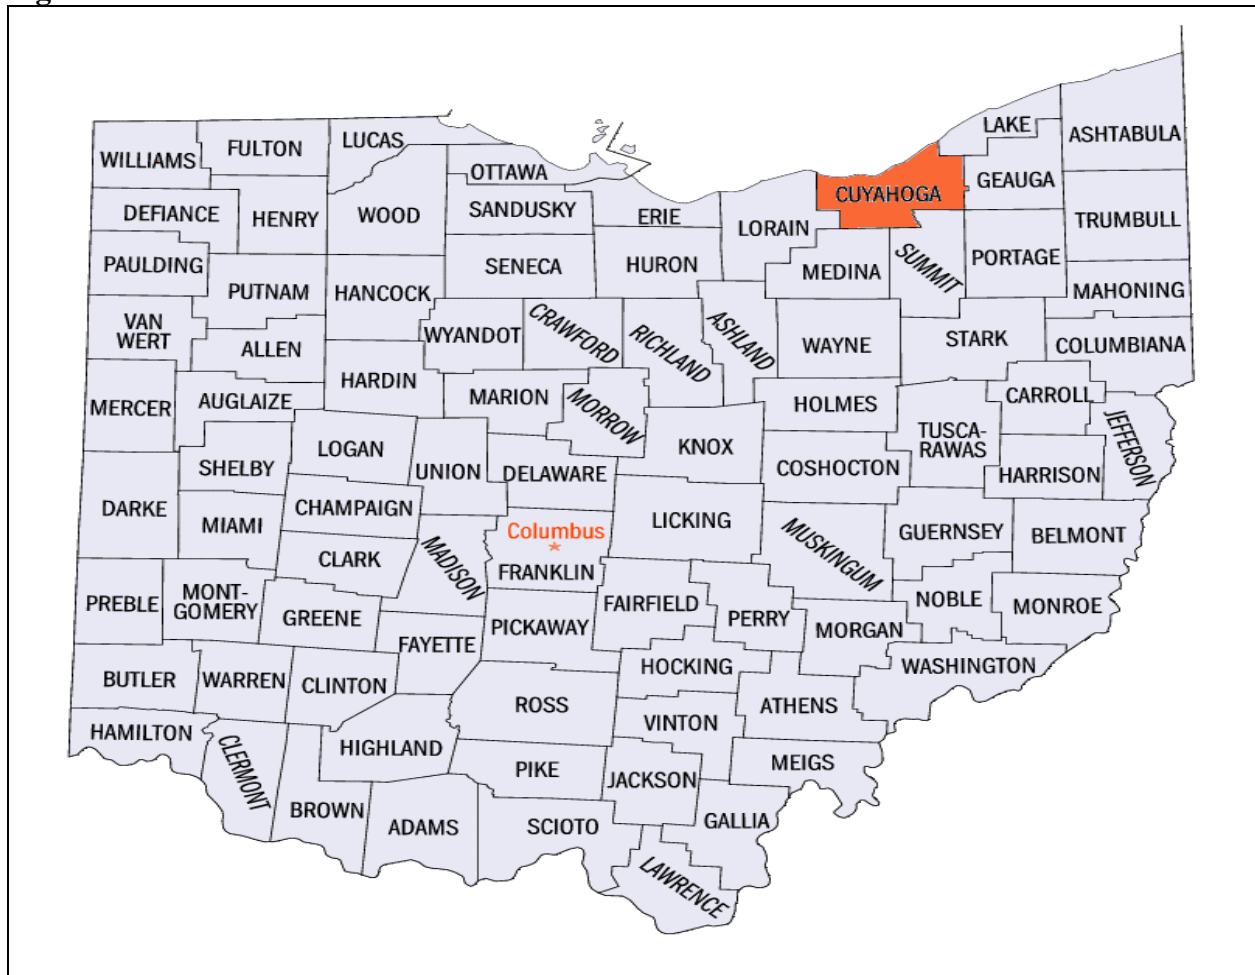 LAKE
ASHTABULA
LUCAS
FULTON
WILLIAMS
OTTAWA
GEAUGA
CUYAHOGA
DEFIANCE
HENRY
WOOD
SANDUSKY
ERIE
LORAIN
TRUMBULL
PAULDING
SENECA
HURON
MEDINA
SUMMIT
PORTAGE
PUTNAM
HANCOCK
MAHONING
VAN
WERT
ALLEN
WYANDOT
CRAWFORD
RICHLAND
ASHLAND
WAYNE
STARK
COLUMBIANA
HARDIN
MERCER
AUGLAIZE
MARION
MORROW
HOLMES
CARROLL
JEFFERSON
LOGAN
KNOX
TUSCA-
RAWAS
SHELBY
UNION
DELAWARE
COSHOCTON
HARRISON
DARKE
CHAMPAIGN
MIAMI
LICKING
MUSKINGUM
GUERNSEY
BELMONT
Columbus
CLARK
MADISON
FRANKLIN
PREBLE
MONT-
GOMERY
GREENE
FAIRFIELD
PERRY
NOBLE
MONROE
PICKAWAY
MORGAN
FAYETTE
HOCKING
WASHINGTON
BUTLER
WARREN
CLINTON
ROSS
VINTON
ATHENS
HAMILTON
CLERMONT
HIGHLAND
PIKE
JACKSON
MEIGS
BROWN
ADAMS
SCIOTO
GALLIA
LAWRENCE